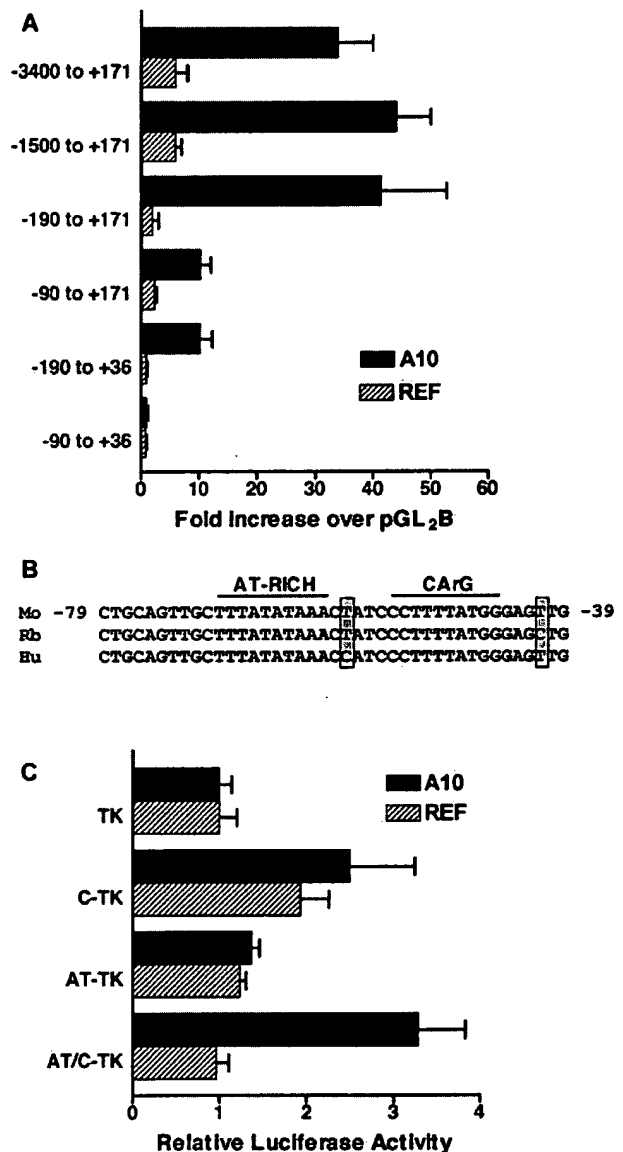 A
-3400 to +171
-1500 to +171
-190 to +171
-90 to +171
-190 to +36
-90 to +36
A10
REF
0 10 20 30 40 50 60
Fold Increase over pGL2B
B
AT-RICH CArG
Mo -79 CTGCAGTTGCTTTATATAAACTATCCCTTTTATGGGAGTTG -39
Rb CTGCAGTTGCTTTATATAAACTATCCCTTTTATGGGAGCTG
Hu CTGCAGTTGCTTTATATAAACCATCCCTTTTATGGGAGTTG
C
A10
REF
TK
C-TK
AT-TK
AT/C-TK
0 1 2 3 4
Relative Luciferase Activity